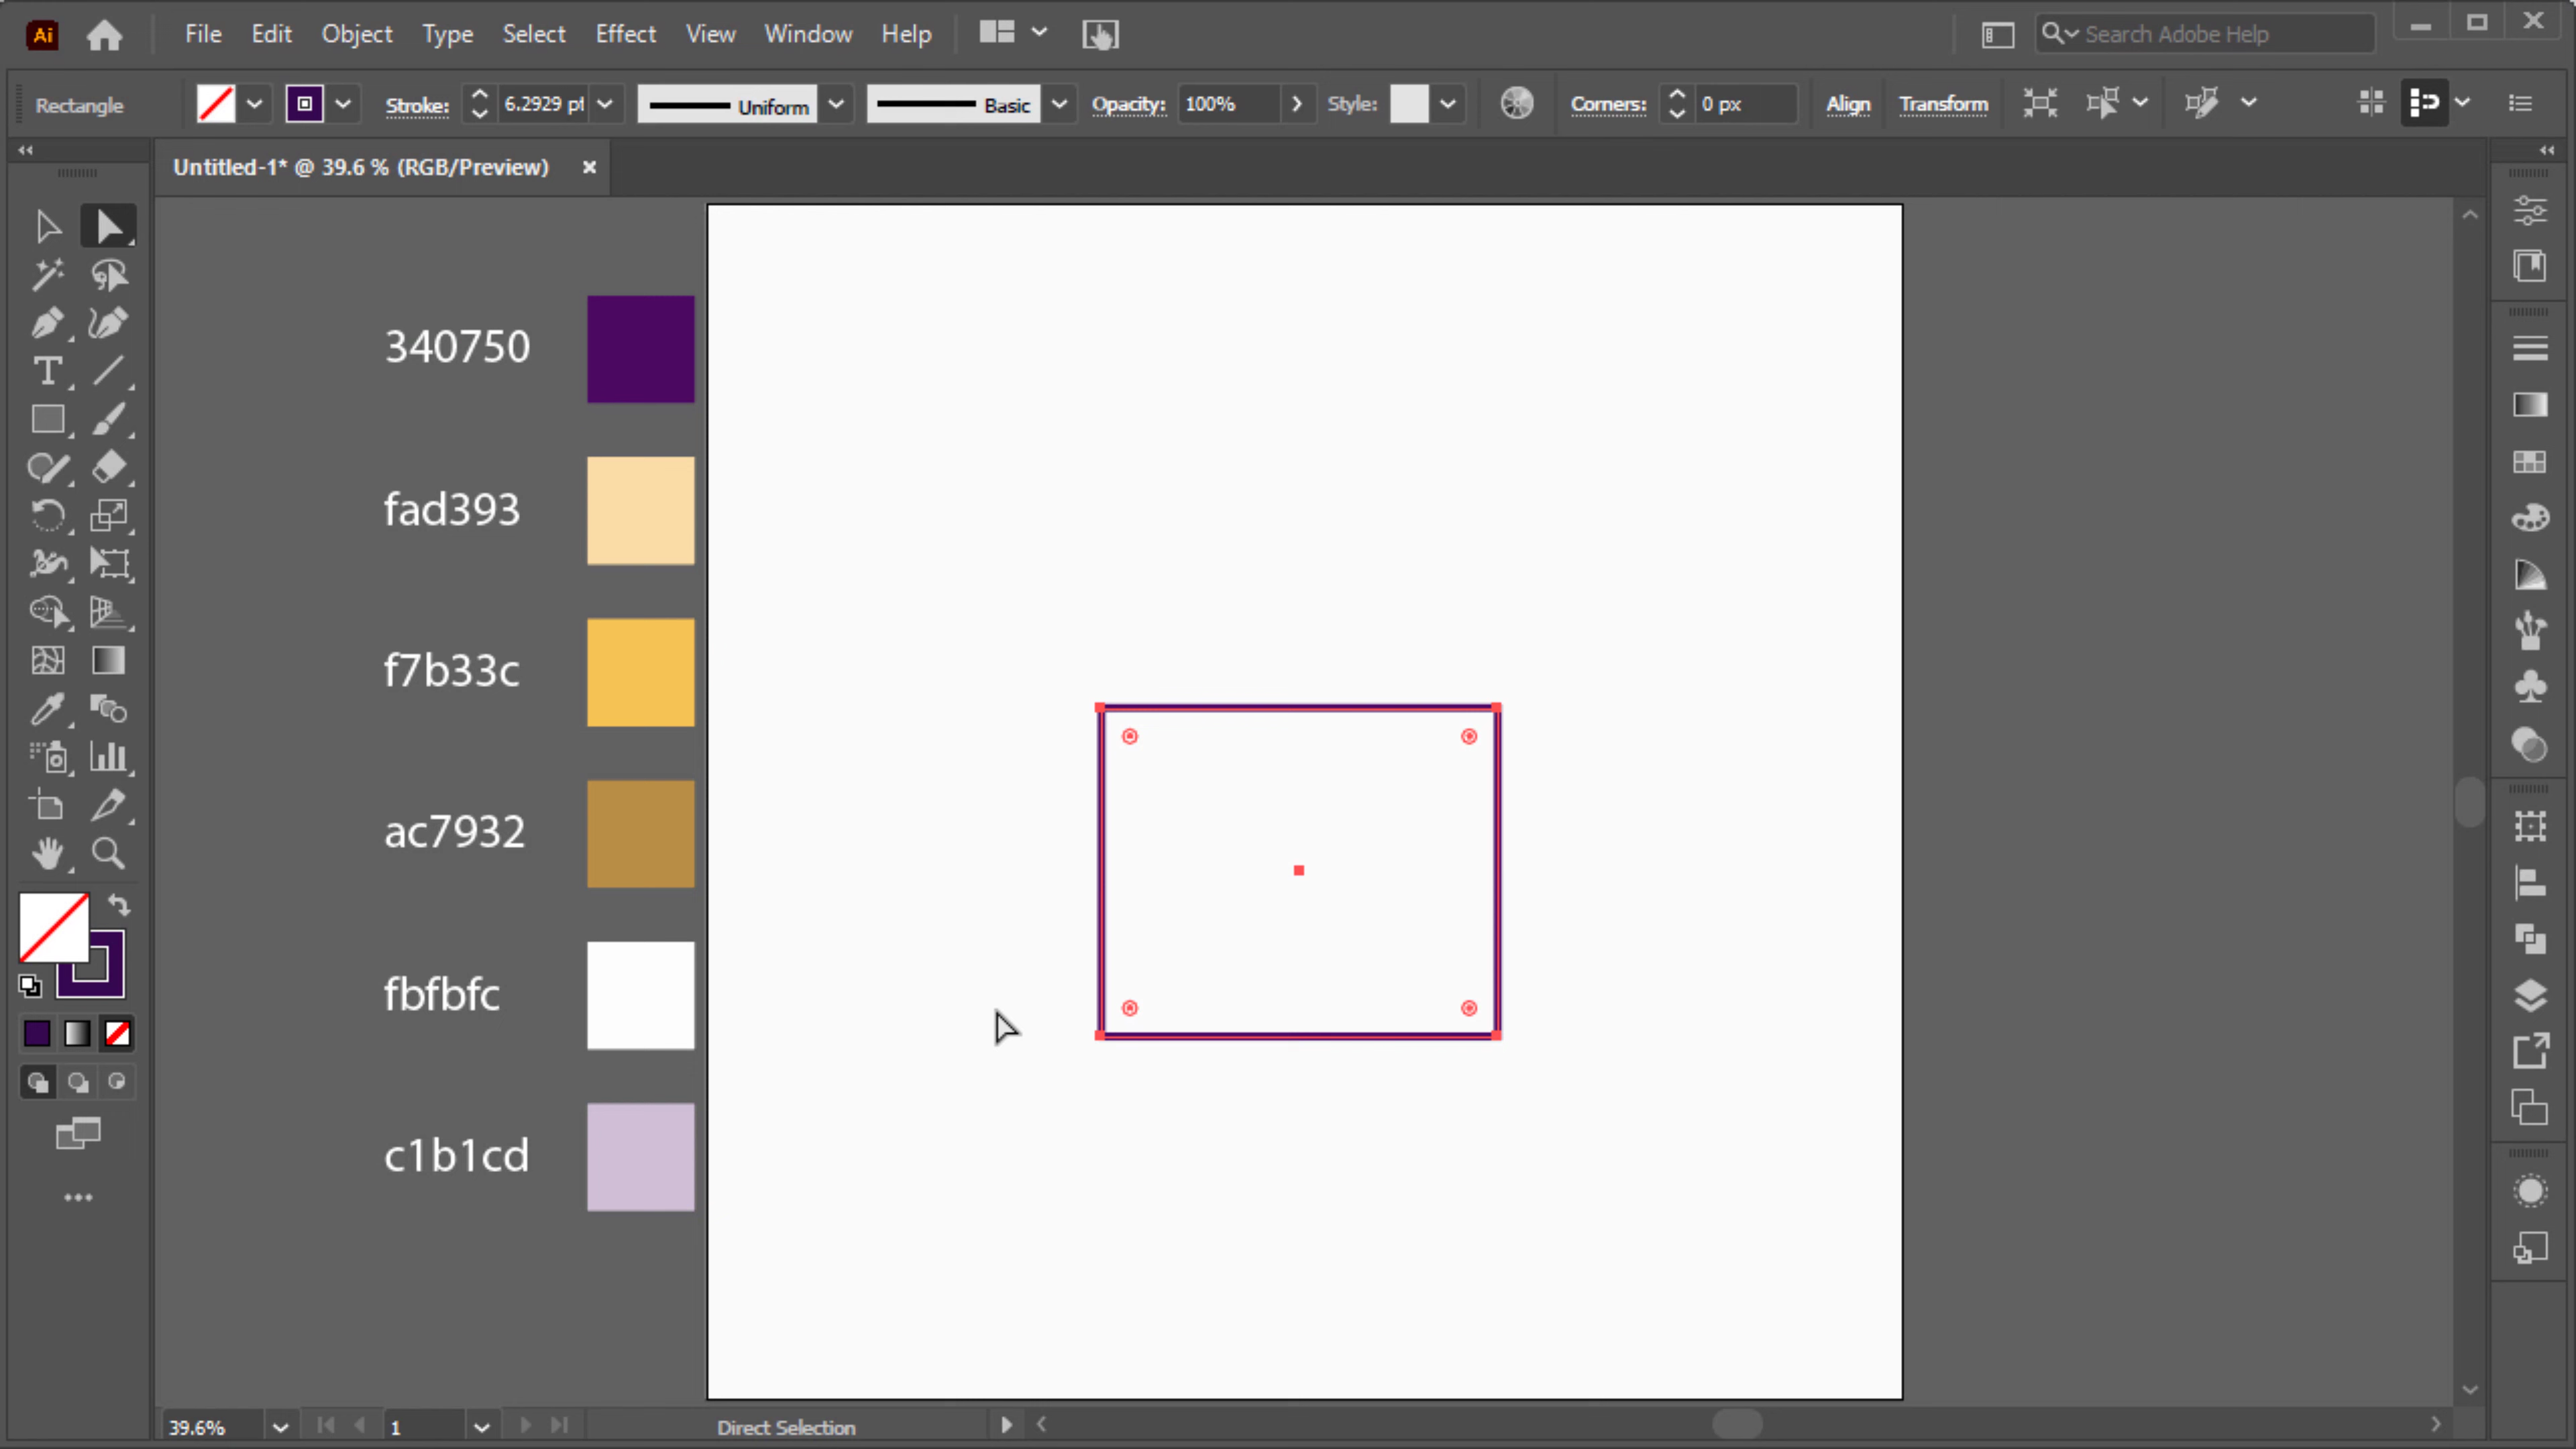 Ai File Edit Object Type Select Effect View Window Help Search Adobe Help
Rectangle Stroke: 6.2929 pt Uniform Basic Opacity: 100% Style: Corners: 0 px Align Transform
Untitled-1* @ 39.6 % (RGB/Preview)
340750
fad393
f7b33c
ac7932
fbfbfc
c1b1cd
39.6% 1 Direct Selection